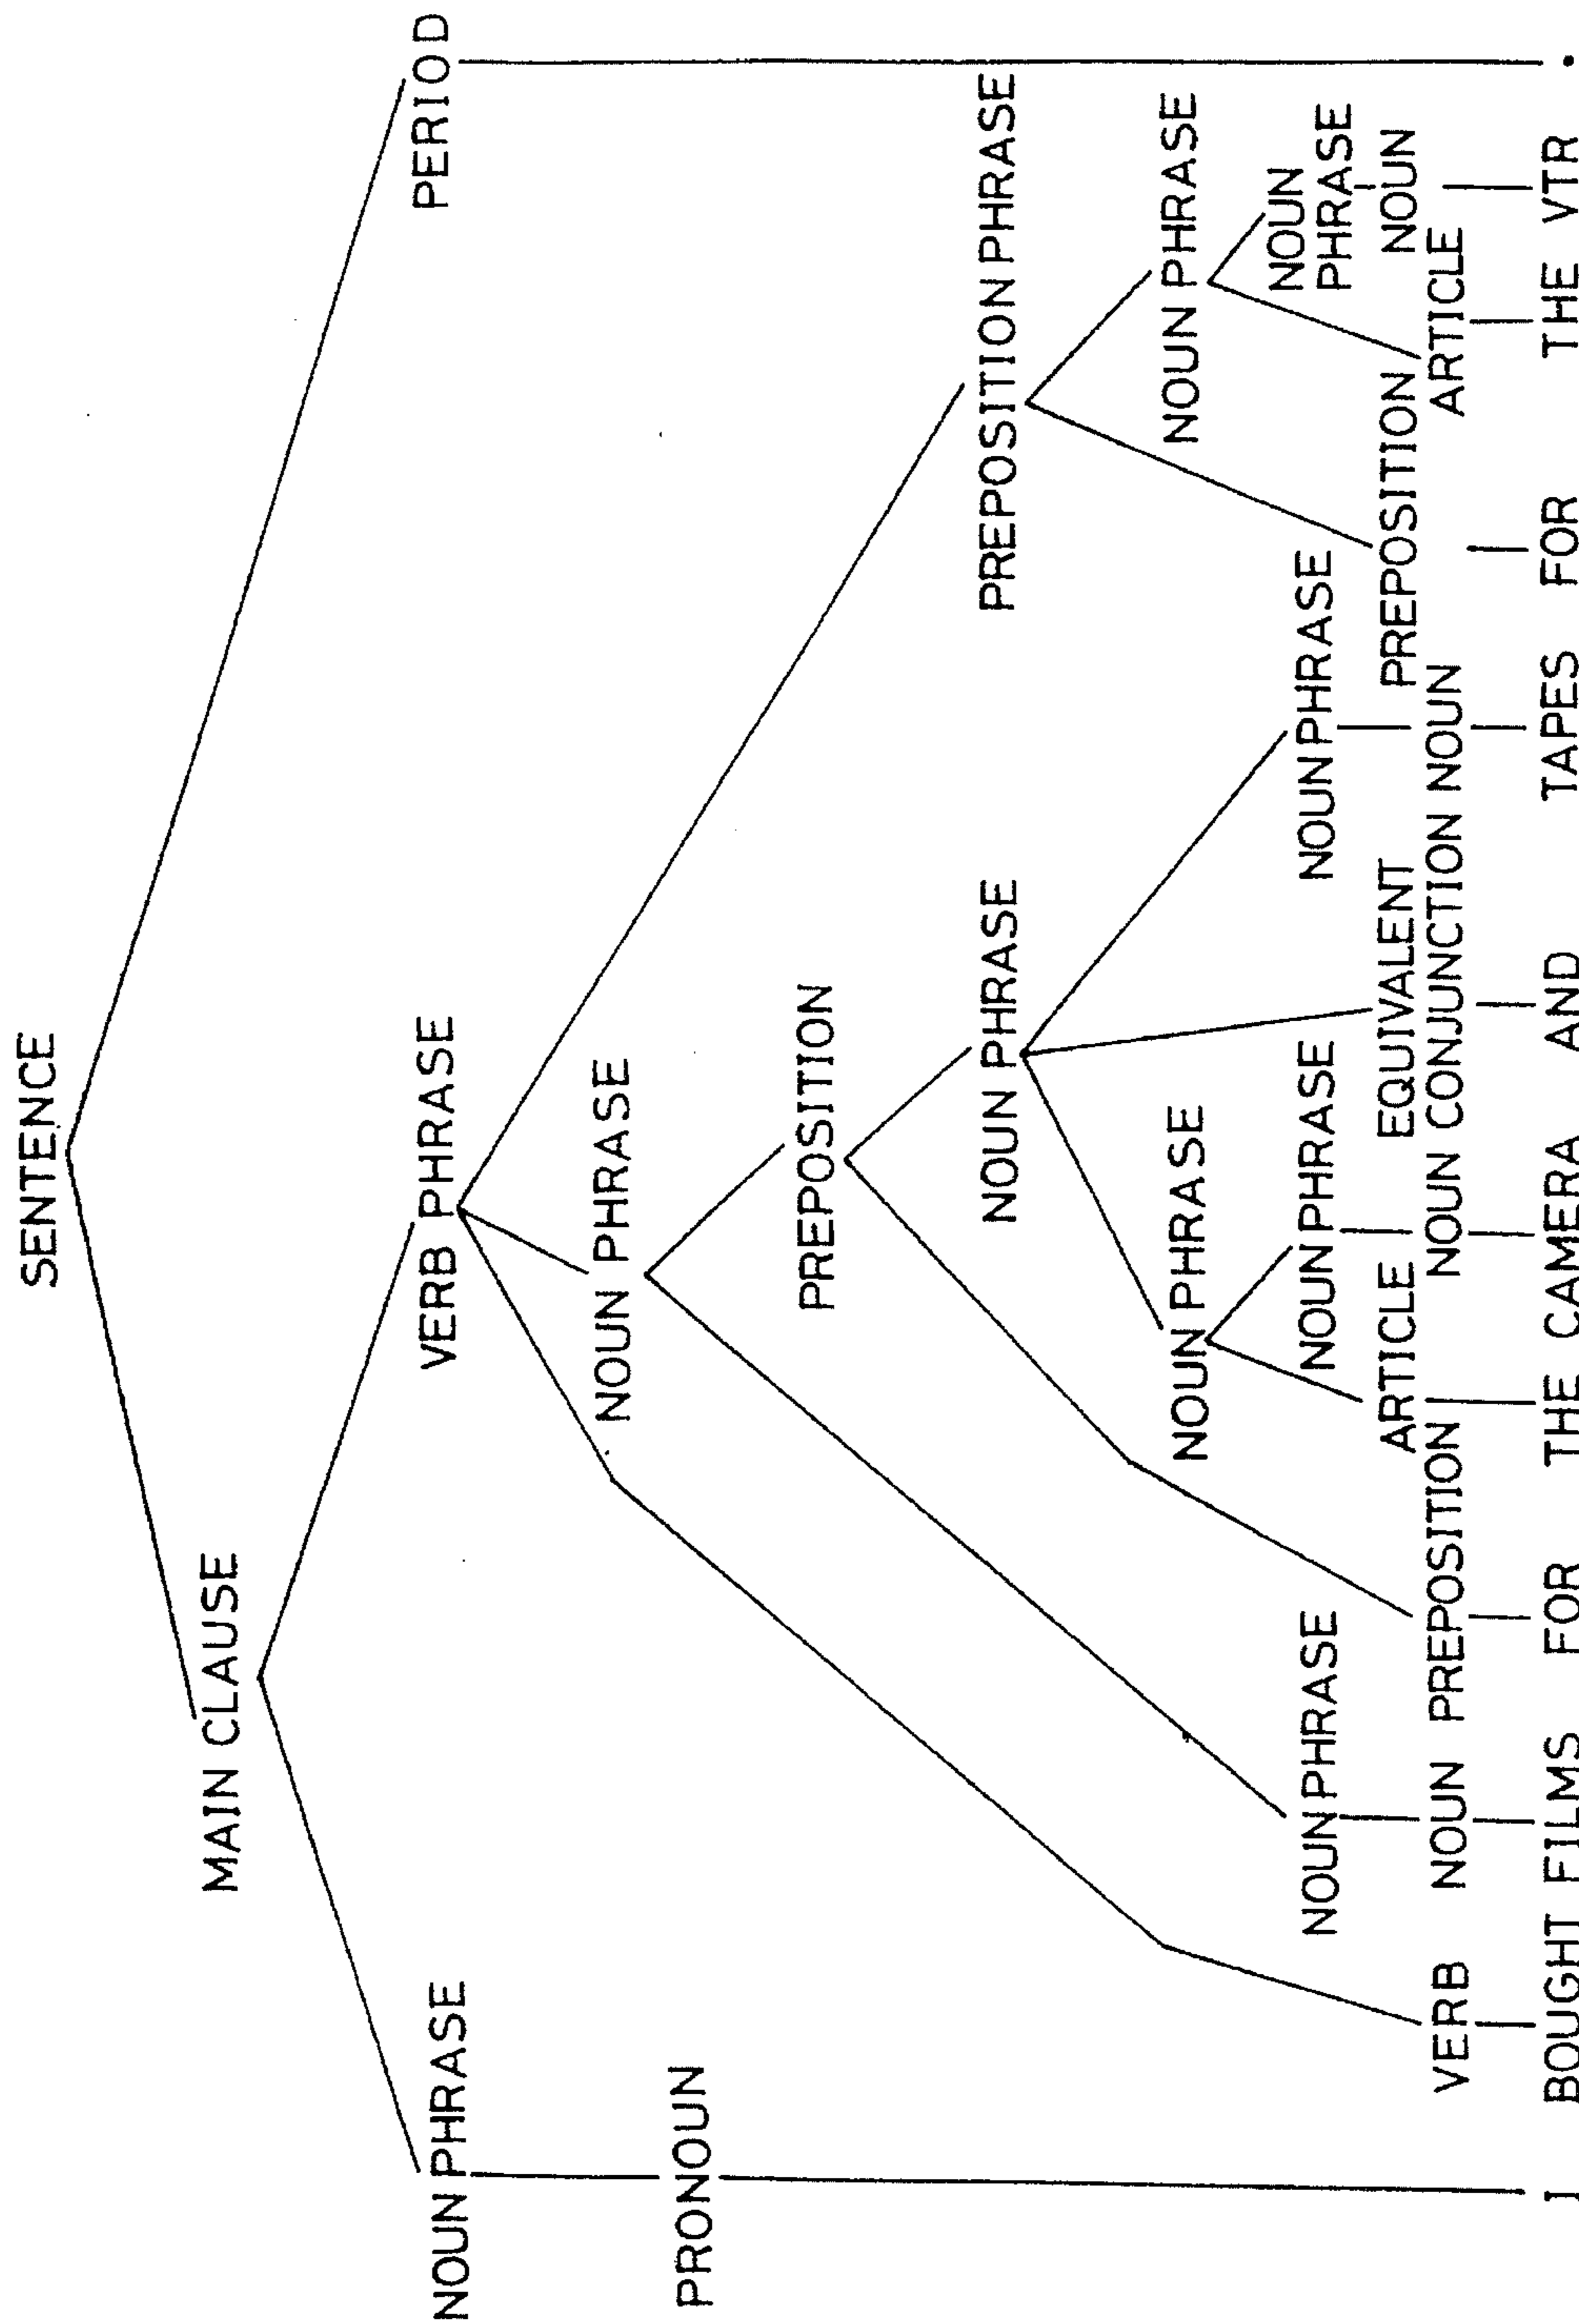 SENTENCE
MAIN CLAUSE
NOUN PHRASE
VERB PHRASE
PERIOD
NOUN PHRASE
PRONOUN
PREPOSITION
NOUN PHRASE
PREPOSITION PHRASE
NOUN PHRASE
NOUN PHRASE
NOUN
PHRASE
NOUN PHRASE
NOUN PHRASE
NOUN PHRASE
ARTICLE
EQUIVALENT
PREPOSITION
NOUN
VERB
NOUN
PREPOSITION
NOUN
CONJUNCTION
NOUN
ARTICLE
I BOUGHT FILMS FOR THE CAMERA AND TAPES FOR THE VTR .